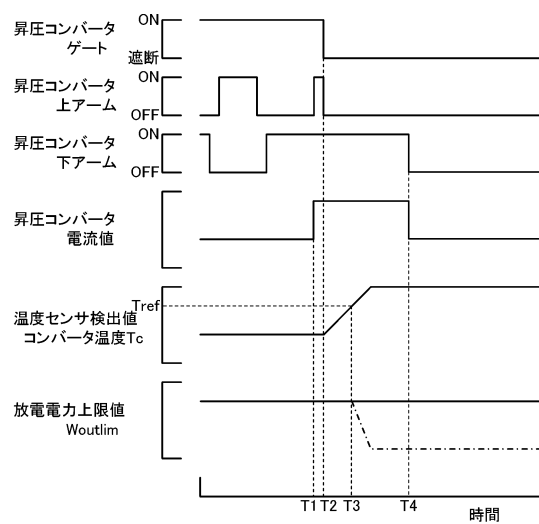 昇圧コンバータ
ゲート
ON
遮断
昇圧コンバータ
上アーム
ON
OFF
昇圧コンバータ
下アーム
ON
OFF
昇圧コンバータ
電流値
Tref
温度センサ検出値
コンバータ温度Tc
放電電力上限値
Woutlim
T1 T2 T3 T4
時間